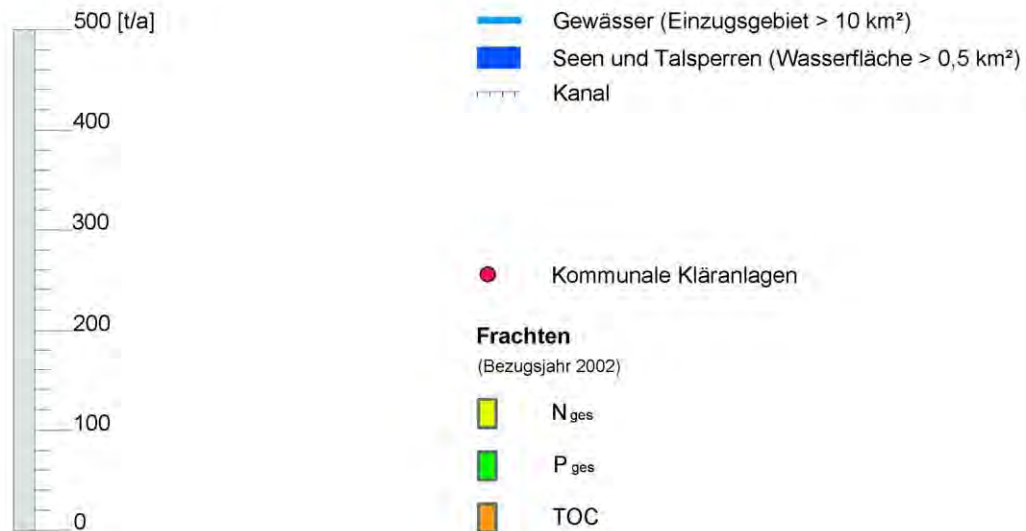 500 [t/a]
400
300
200
100
0
Gewässer (Einzugsgebiet > 10 km²)
Seen und Talsperren (Wasserfläche > 0,5 km²)
Kanal
Kommunale Kläranlagen
Frachten
(Bezugsjahr 2002)
N ges
P ges
TOC